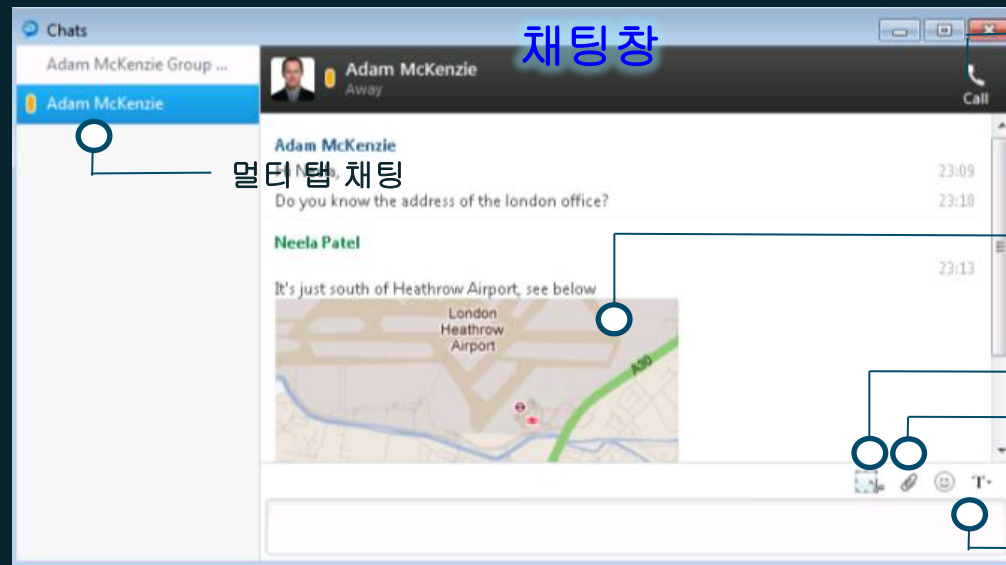 Chats
채팅창
Adam McKenzie Group ...
Adam McKenzie
Adam McKenzie
Away
Call
멀티 탭 채팅
Adam McKenzie
Hi Neela,
23:09
Do you know the address of the london office?
23:10
Neela Patel
23:13
It's just south of Heathrow Airport, see below
London
Heathrow
Airport
A30
T